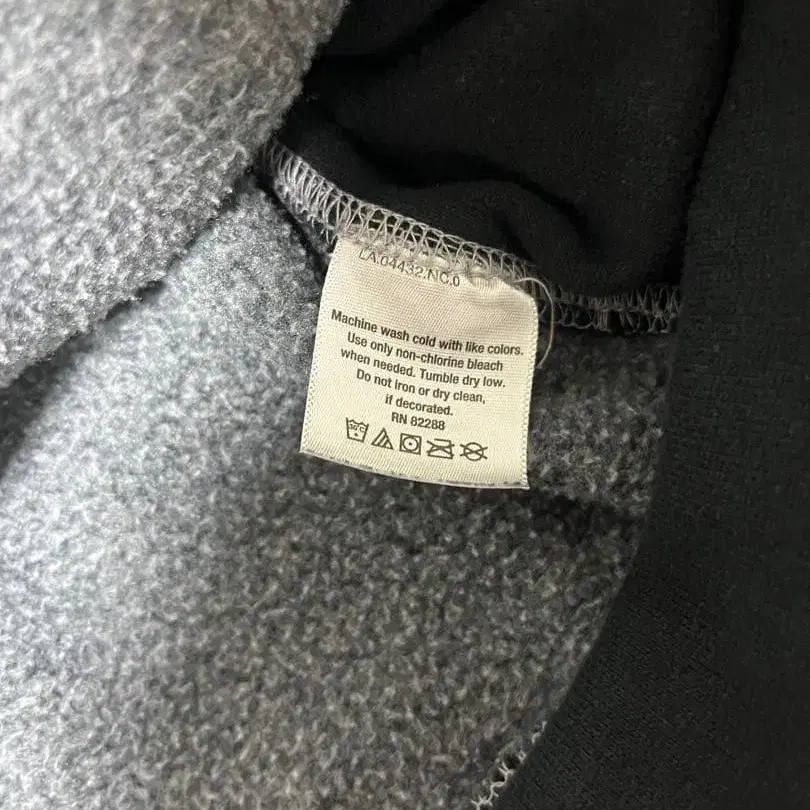 LA.04432.NC.0
Machine wash cold with like colors.
Use only non-chlorine bleach
when needed. Tumble dry low.
Do not iron or dry clean,
if decorated.
RN 82288
30°C